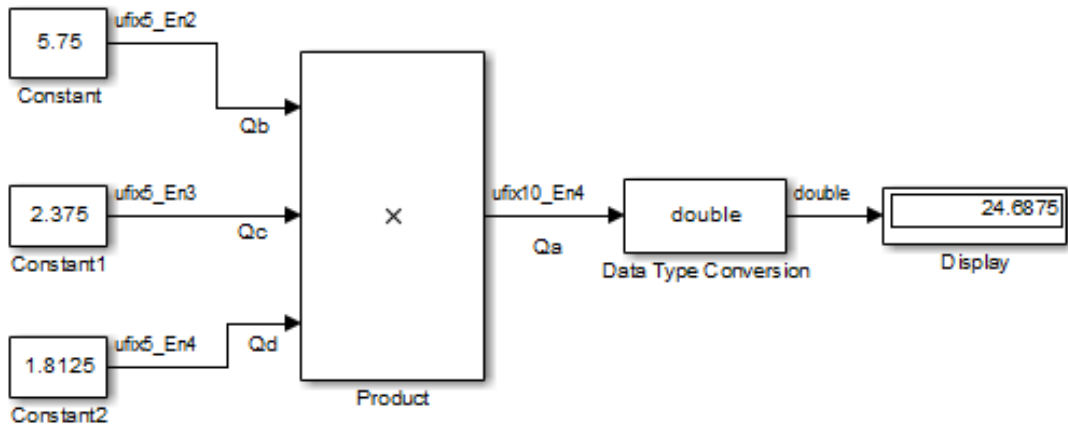 5.75
ufix5_En2
Constant
Qb
2.375
ufix5_En3
Constant1
Qc
1.8125
ufix5_En4
Constant2
Qd
×
Product
ufix10_En4
Qa
double
Data Type Conversion
double
24.6875
Display